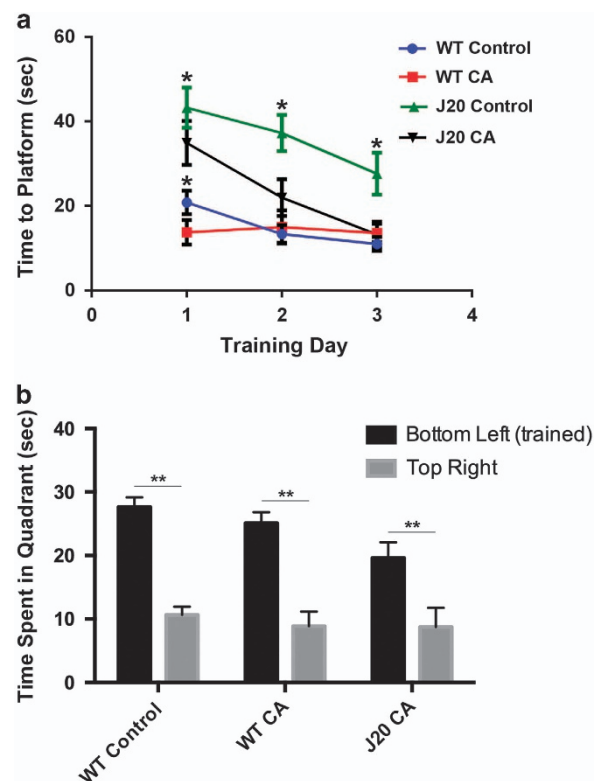 a
60
40
20
0
Time to Platform (sec)
* * *
*
0 1 2 3 4
Training Day
WT Control
WT CA
J20 Control
J20 CA
b
40
30
20
10
0
Time Spent in Quadrant (sec)
Bottom Left (trained)
Top Right
** ** **
WT Control
WT CA
J20 CA